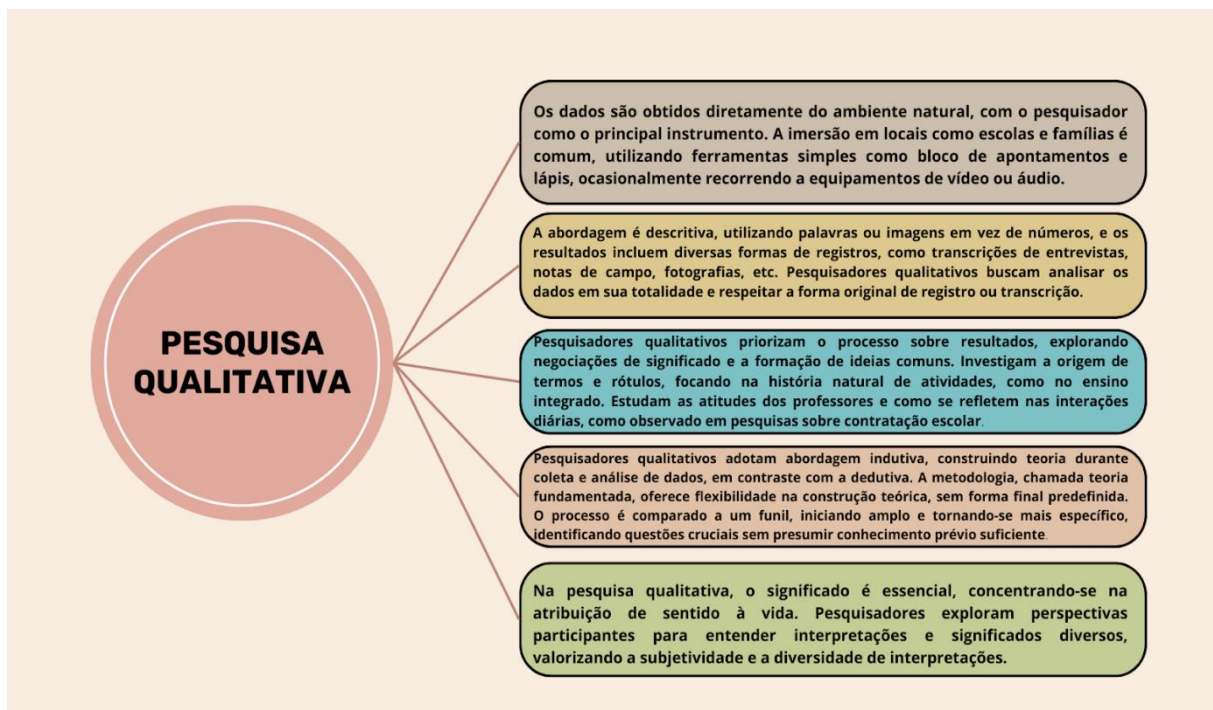 PESQUISA
QUALITATIVA
Os dados são obtidos diretamente do ambiente natural, com o pesquisador
como o principal instrumento. A imersão em locais como escolas e famílias é
comum, utilizando ferramentas simples como bloco de apontamentos e
lápis, ocasionalmente recorrendo a equipamentos de vídeo ou áudio.
A abordagem é descritiva, utilizando palavras ou imagens em vez de números, e os
resultados incluem diversas formas de registros, como transcrições de entrevistas,
notas de campo, fotografias, etc. Pesquisadores qualitativos buscam analisar os
dados em sua totalidade e respeitar a forma original de registro ou transcrição.
Pesquisadores qualitativos priorizam o processo sobre resultados, explorando
negociações de significado e a formação de ideias comuns. Investigam a origem de
termos e rótulos, focando na história natural de atividades, como no ensino
integrado. Estudam as atitudes dos professores e como se refletem nas interações
diárias, como observado em pesquisas sobre contratação escolar.
Pesquisadores qualitativos adotam abordagem indutiva, construindo teoria durante
coleta e análise de dados, em contraste com a dedutiva. A metodologia, chamada teoria
fundamentada, oferece flexibilidade na construção teórica, sem forma final predefinida.
O processo é comparado a um funil, iniciando amplo e tornando-se mais específico,
identificando questões cruciais sem presumir conhecimento prévio suficiente.
Na pesquisa qualitativa, o significado é essencial, concentrando-se na
atribuição de sentido à vida. Pesquisadores exploram perspectivas
participantes para entender interpretações e significados diversos,
valorizando a subjetividade e a diversidade de interpretações.